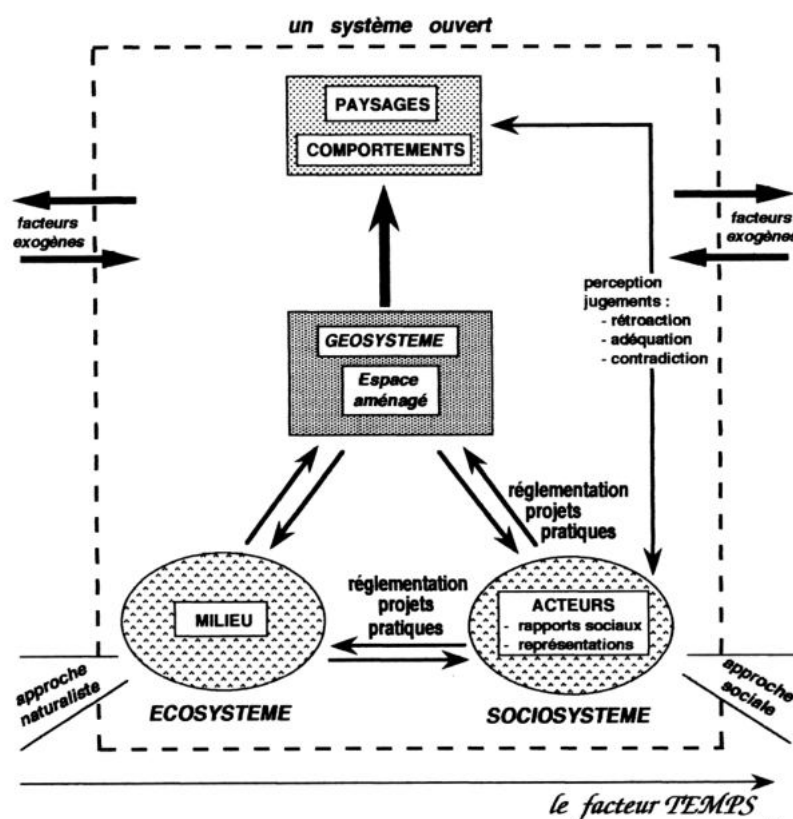 un système ouvert
PAYSAGES
COMPORTEMENTS
facteurs
exogènes
facteurs
exogènes
perception
jugements :
- rétroaction
- adéquation
- contradiction
GEOSYSTEME
Espace
aménagé
réglementation
projets
pratiques
réglementation
projets
pratiques
MILIEU
ACTEURS
- rapports sociaux
- représentations
approche
naturaliste
approche
sociale
ECOSYSTEME
SOCIOSYSTEME
le facteur TEMPS